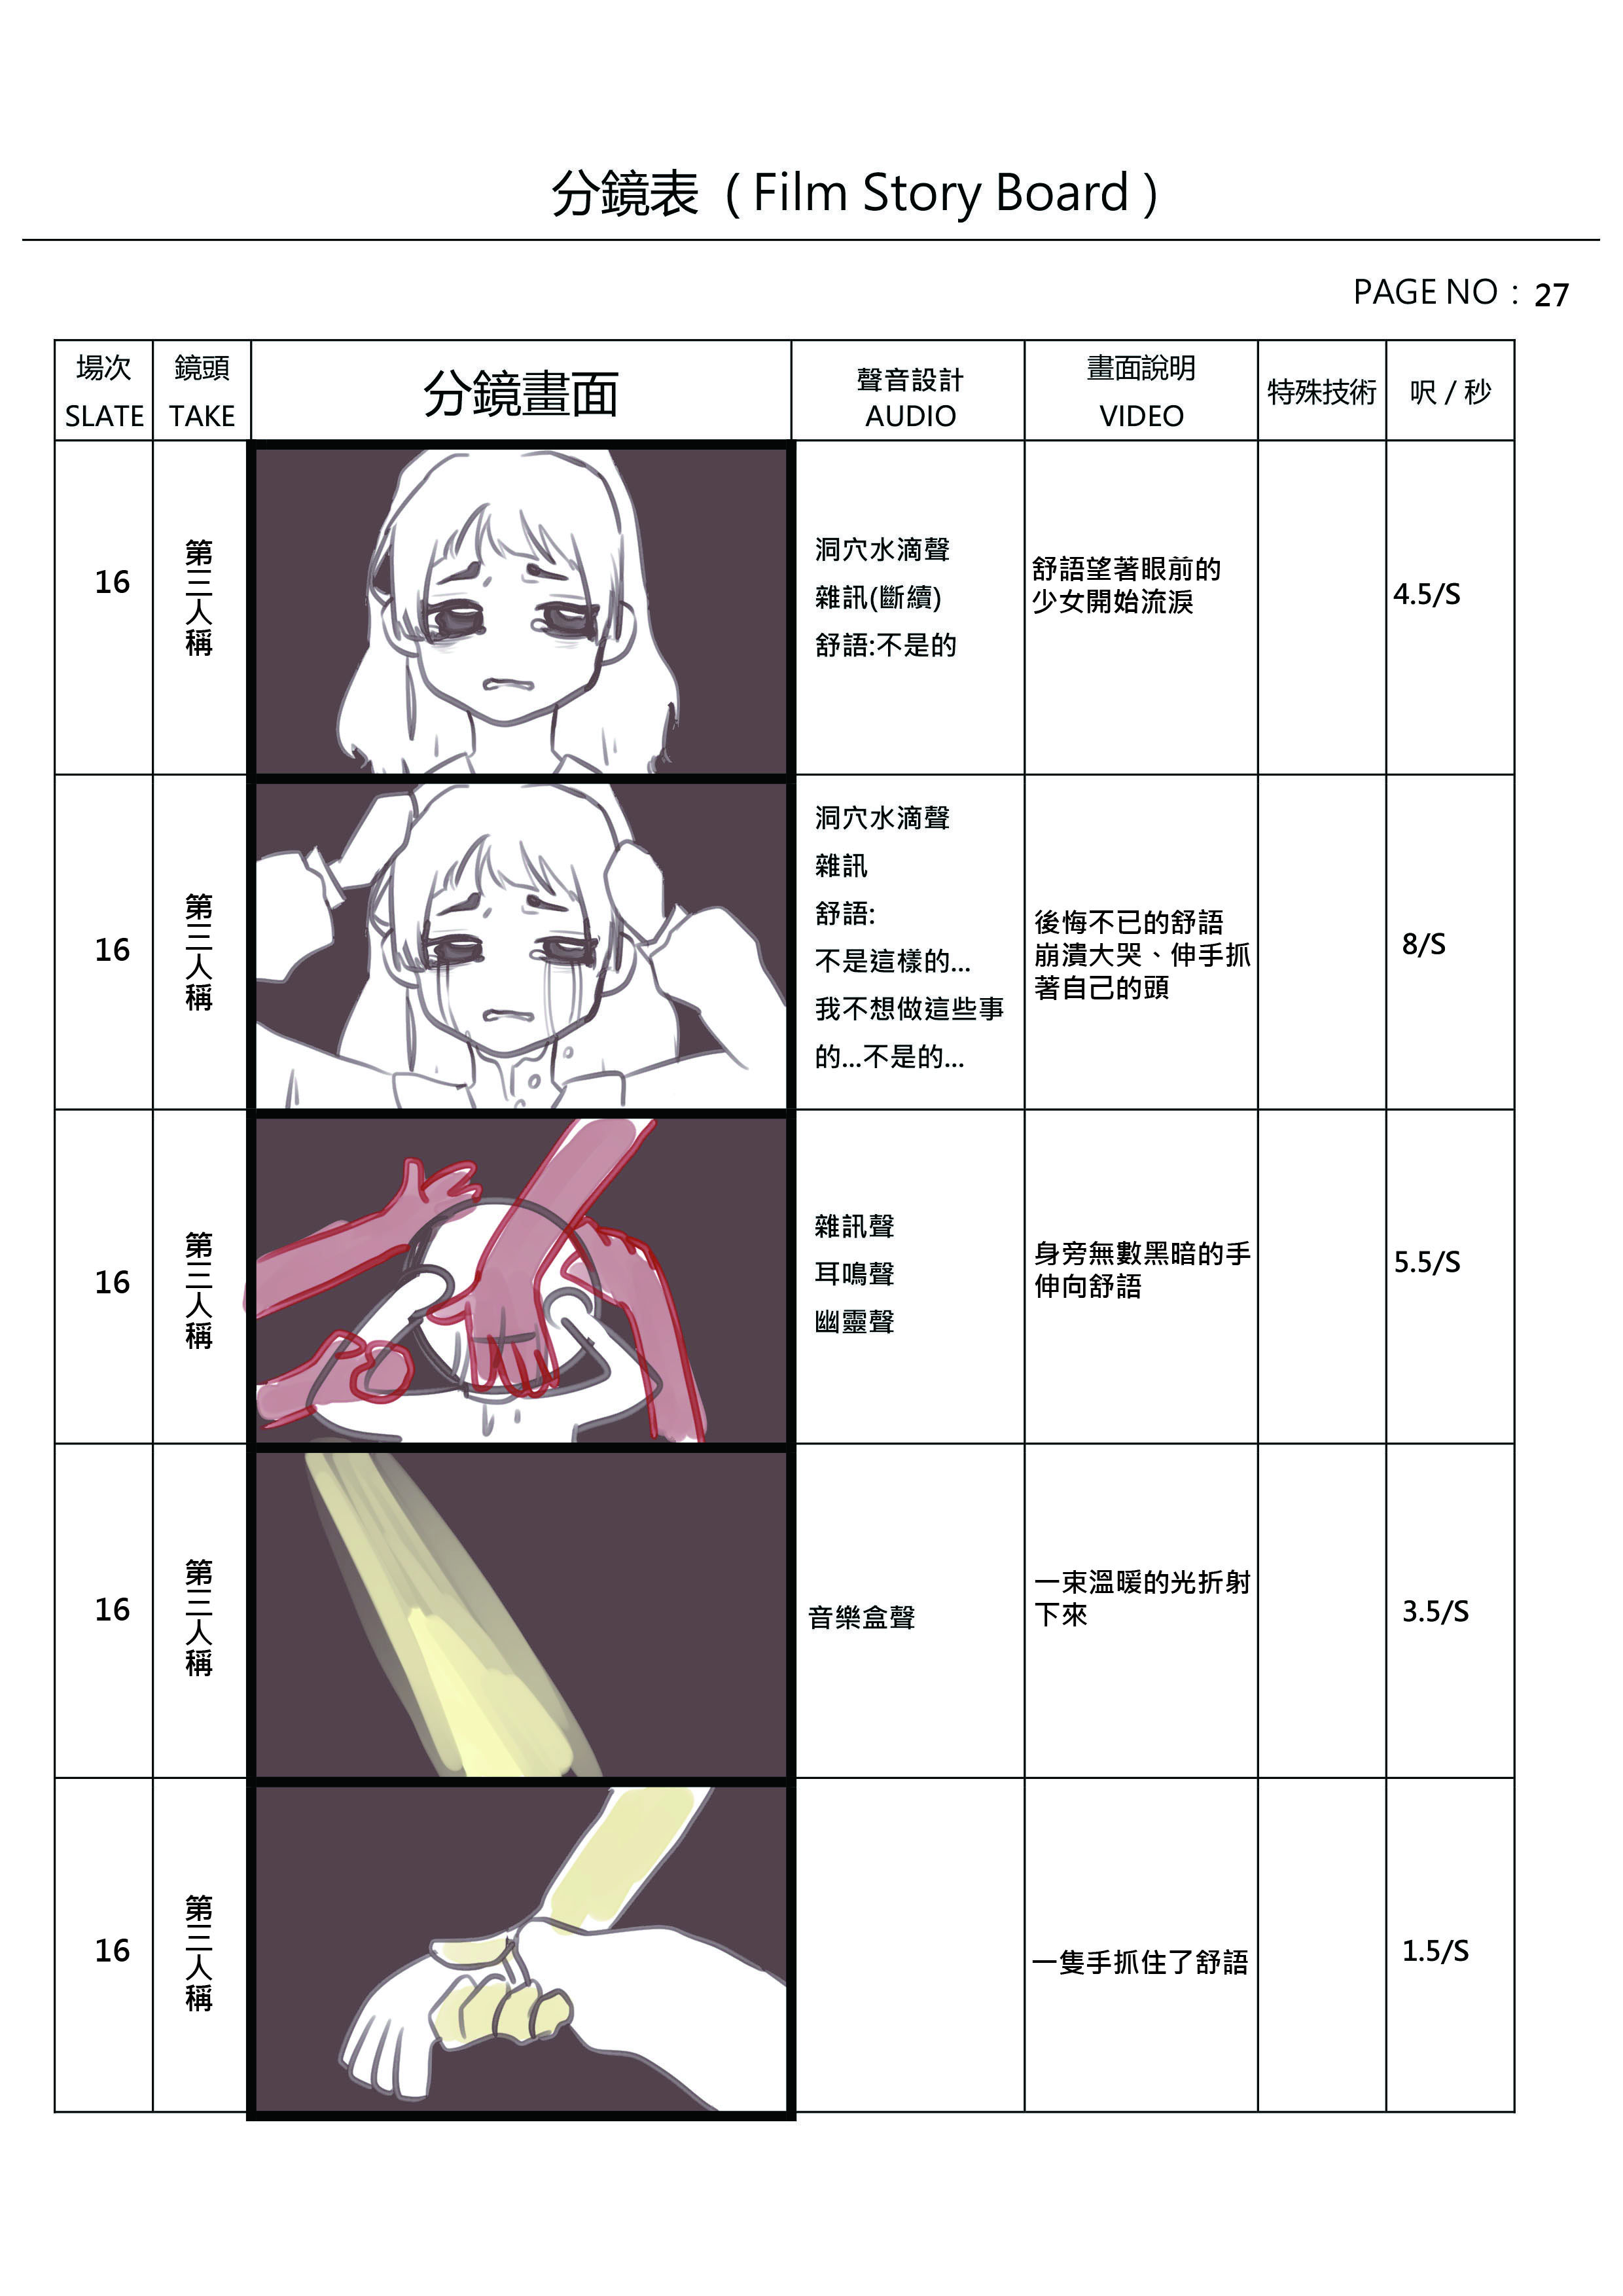 分鏡表（Film Story Board）
PAGE NO：27
場次
SLATE
鏡頭
TAKE
分鏡畫面
聲音設計
AUDIO
畫面說明
VIDEO
特殊技術
呎 / 秒
16
第三人稱
洞穴水滴聲
雜訊(斷續)
舒語:不是的
舒語望著眼前的
少女開始流淚
4.5/S
16
第三人稱
洞穴水滴聲
雜訊
舒語:
不是這樣的...
我不想做這些事
的...不是的...
後悔不已的舒語
崩潰大哭、伸手抓
著自己的頭
8/S
16
第三人稱
雜訊聲
耳鳴聲
幽靈聲
身旁無數黑暗的手
伸向舒語
5.5/S
16
第三人稱
音樂盒聲
一束溫暖的光折射
下來
3.5/S
16
第三人稱
一隻手抓住了舒語
1.5/S